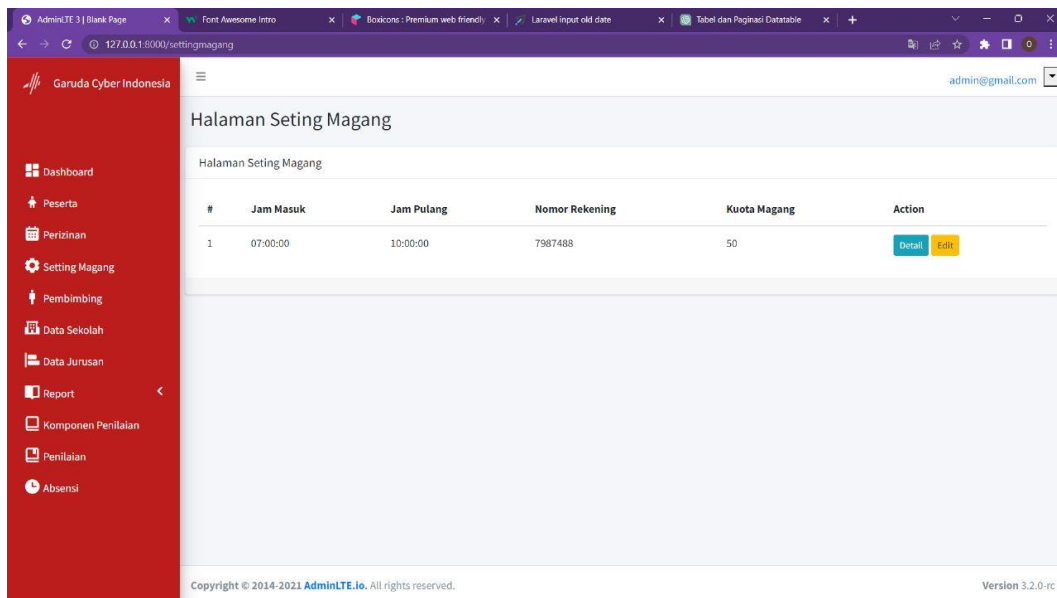 AdminLTE 3 | Blank Page
Font Awesome Intro
Boxicons : Premium web friendly
Laravel input old date
Tabel dan Paginasi Datatable
127.0.0.1:8000/settingmagang
Garuda Cyber Indonesia
admin@gmail.com
Halaman Seting Magang
Halaman Seting Magang
# Jam Masuk Jam Pulang Nomor Rekening Kuota Magang Action
1 07:00:00 10:00:00 7987488 50 Detail Edit
Dashboard
Peserta
Perizinan
Setting Magang
Pembimbing
Data Sekolah
Data Jurusan
Report
Komponen Penilaian
Penilaian
Absensi
Copyright © 2014-2021 AdminLTE.io. All rights reserved.
Version 3.2.0-rc